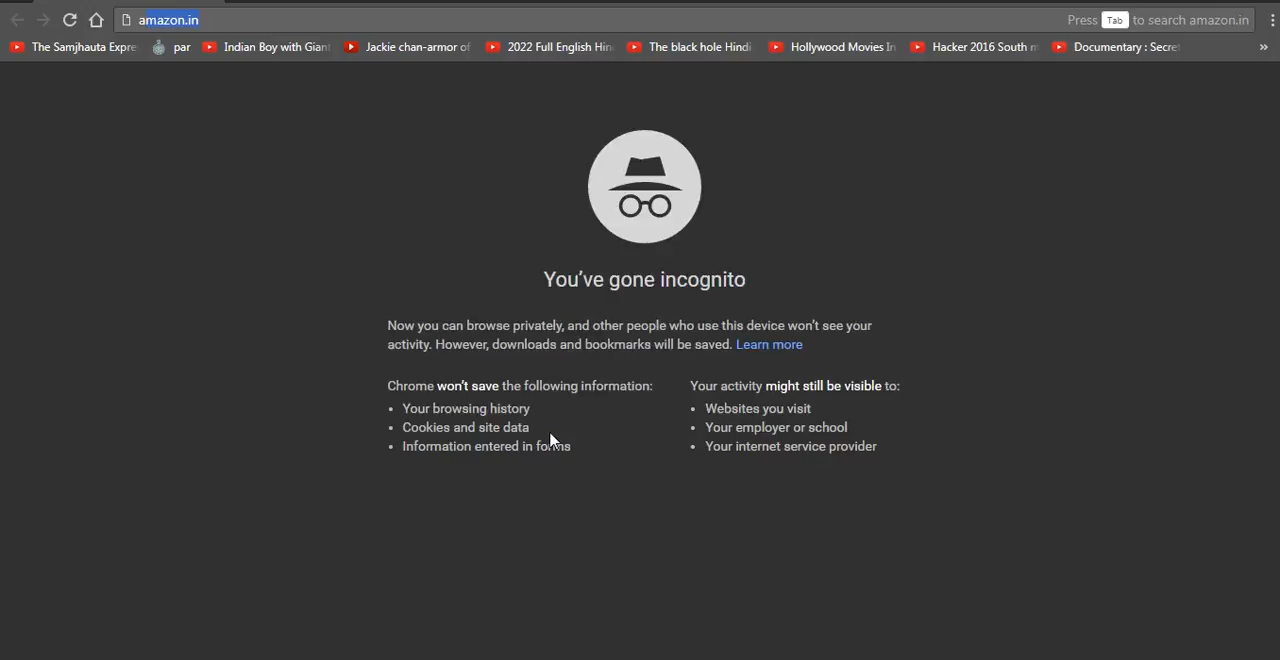 amazon.in Press Tab to search amazon.in
The Samjhauta Expre par Indian Boy with Giant Jackie chan-armor of 2022 Full English Hin The black hole Hindi Hollywood Movies In Hacker 2016 South m Documentary : Secret »
You've gone incognito
Now you can browse privately, and other people who use this device won't see your
activity. However, downloads and bookmarks will be saved. Learn more
Chrome won't save the following information:
• Your browsing history
• Cookies and site data
• Information entered in forms
Your activity might still be visible to:
• Websites you visit
• Your employer or school
• Your internet service provider